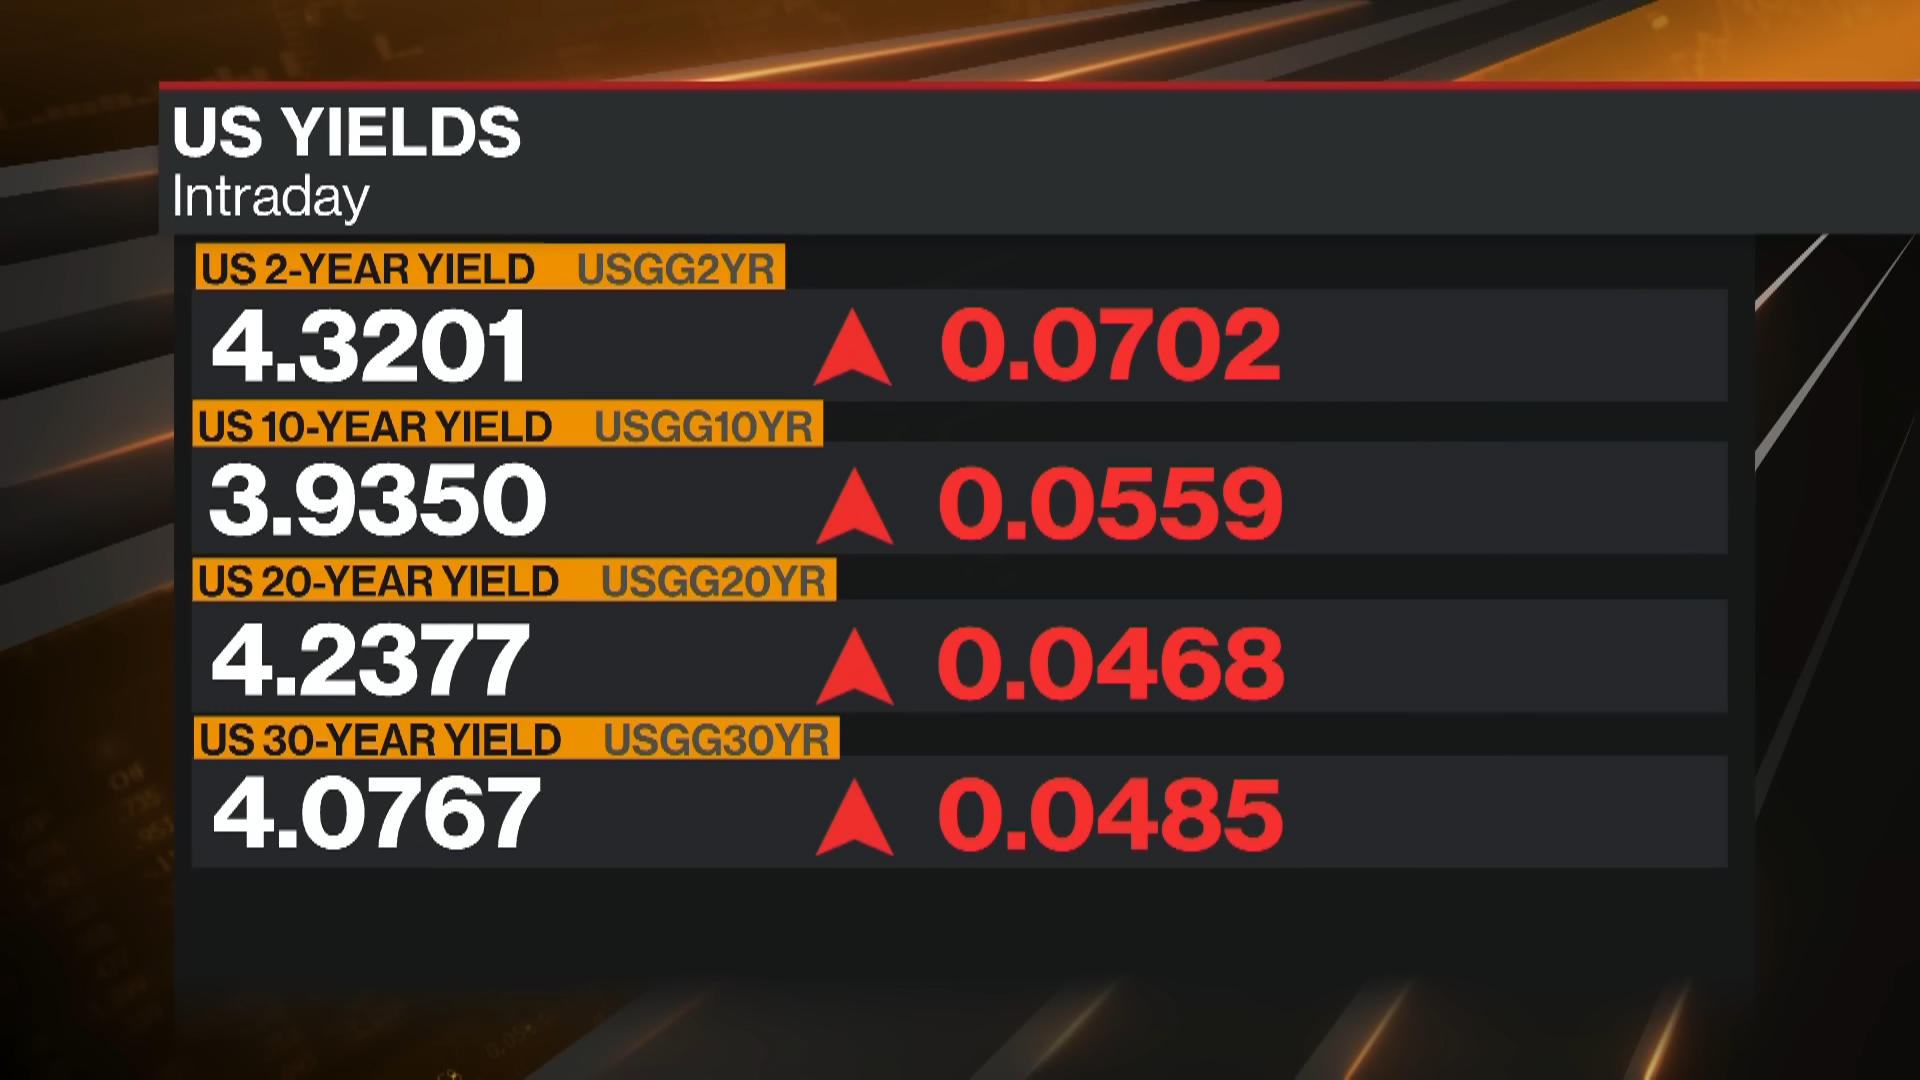 US YIELDS
Intraday
US 2-YEAR YIELD USGG2YR
4.3201 ▲ 0.0702
US 10-YEAR YIELD USGG10YR
3.9350 ▲ 0.0559
US 20-YEAR YIELD USGG20YR
4.2377 ▲ 0.0468
US 30-YEAR YIELD USGG30YR
4.0767 ▲ 0.0485